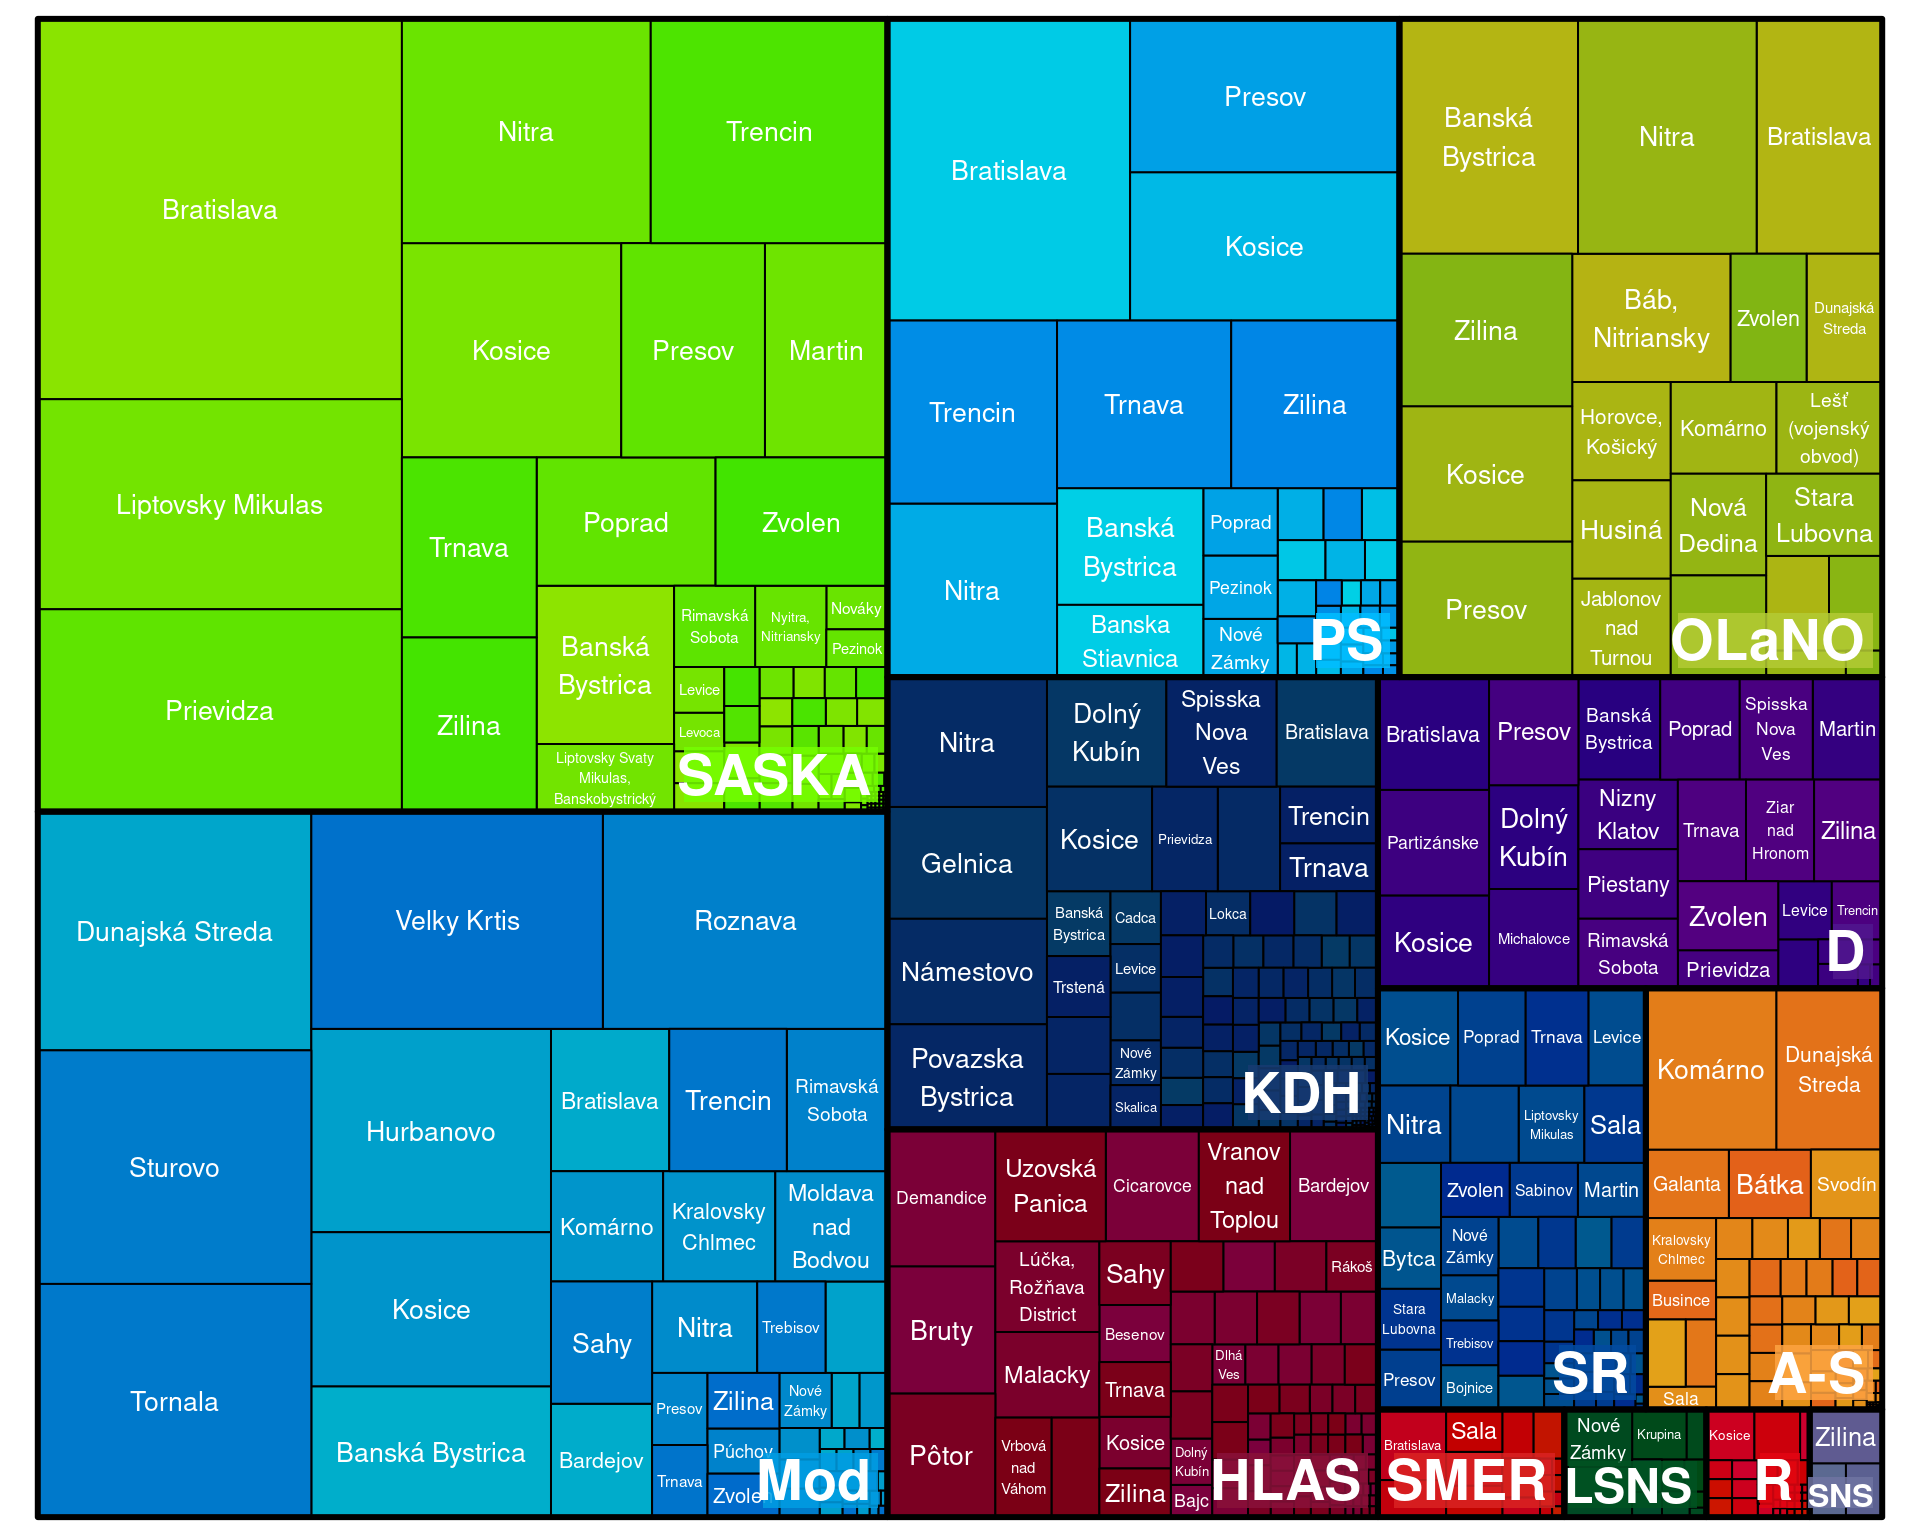 Bratislava
Nitra
Trencin
Liptovsky Mikulas
Kosice
Presov
Martin
Prievidza
Trnava
Poprad
Zvolen
Zilina
Banská
Bystrica
Rimavská
Sobota
Nyitra,
Nitriansky
Nováky
Pezinok
Levice
Levoca
Liptovsky Svaty
Mikulas,
Banskobystrický
SASKA
Bratislava
Presov
Kosice
Trencin
Trnava
Zilina
Nitra
Banská
Bystrica
Poprad
Pezinok
Banska
Stiavnica
Nové
Zámky
PS
Banská
Bystrica
Nitra
Bratislava
Zilina
Báb,
Nitriansky
Zvolen
Dunajská
Streda
Kosice
Horovce,
Košický
Komárno
Lešť
(vojenský
obvod)
Presov
Husiná
Nová
Dedina
Stara
Lubovna
Jablonov
nad
Turnou
OLaNO
Dunajská Streda
Velky Krtis
Roznava
Sturovo
Hurbanovo
Bratislava
Trencin
Rimavská
Sobota
Komárno
Kralovsky
Chlmec
Moldava
nad
Bodvou
Tornala
Kosice
Sahy
Nitra
Trebisov
Banská Bystrica
Bardejov
Presov
Zilina
Nové
Zámky
Púchov
Trnava
Zvolen
Mod
Nitra
Dolný
Kubín
Spisska
Nova
Ves
Bratislava
Gelnica
Kosice
Prievidza
Trencin
Trnava
Námestovo
Banská
Bystrica
Cadca
Lokca
Levice
Trstená
Povazska
Bystrica
Nové
Zámky
Skalica
KDH
Bratislava
Presov
Banská
Bystrica
Poprad
Spisska
Nova
Ves
Martin
Partizánske
Dolný
Kubín
Nizny
Klatov
Trnava
Ziar
nad
Hronom
Zilina
Kosice
Michalovce
Piestany
Rimavská
Sobota
Zvolen
Prievidza
Levice
Trencin
D
Demandice
Uzovská
Panica
Cicarovce
Vranov
nad
Toplou
Bardejov
Bruty
Lúčka,
Rožňava
District
Sahy
Rákoš
Malacky
Besenov
Dlhá
Ves
Trnava
Pôtor
Vrbová
nad
Váhom
Kosice
Dolný
Kubín
Zilina
Bajc
HLAS
Kosice
Poprad
Trnava
Levice
Nitra
Liptovsky
Mikulas
Sala
Zvolen
Sabinov
Martin
Bytca
Nové
Zámky
Stara
Lubovna
Malacky
Trebisov
Presov
Bojnice
SR
Komárno
Dunajská
Streda
Galanta
Bátka
Svodín
Kralovsky
Chlmec
Busince
Sala
A-S
Bratislava
Sala
SMER
Nové
Zámky
Krupina
LSNS
Kosice
R
Zilina
SNS